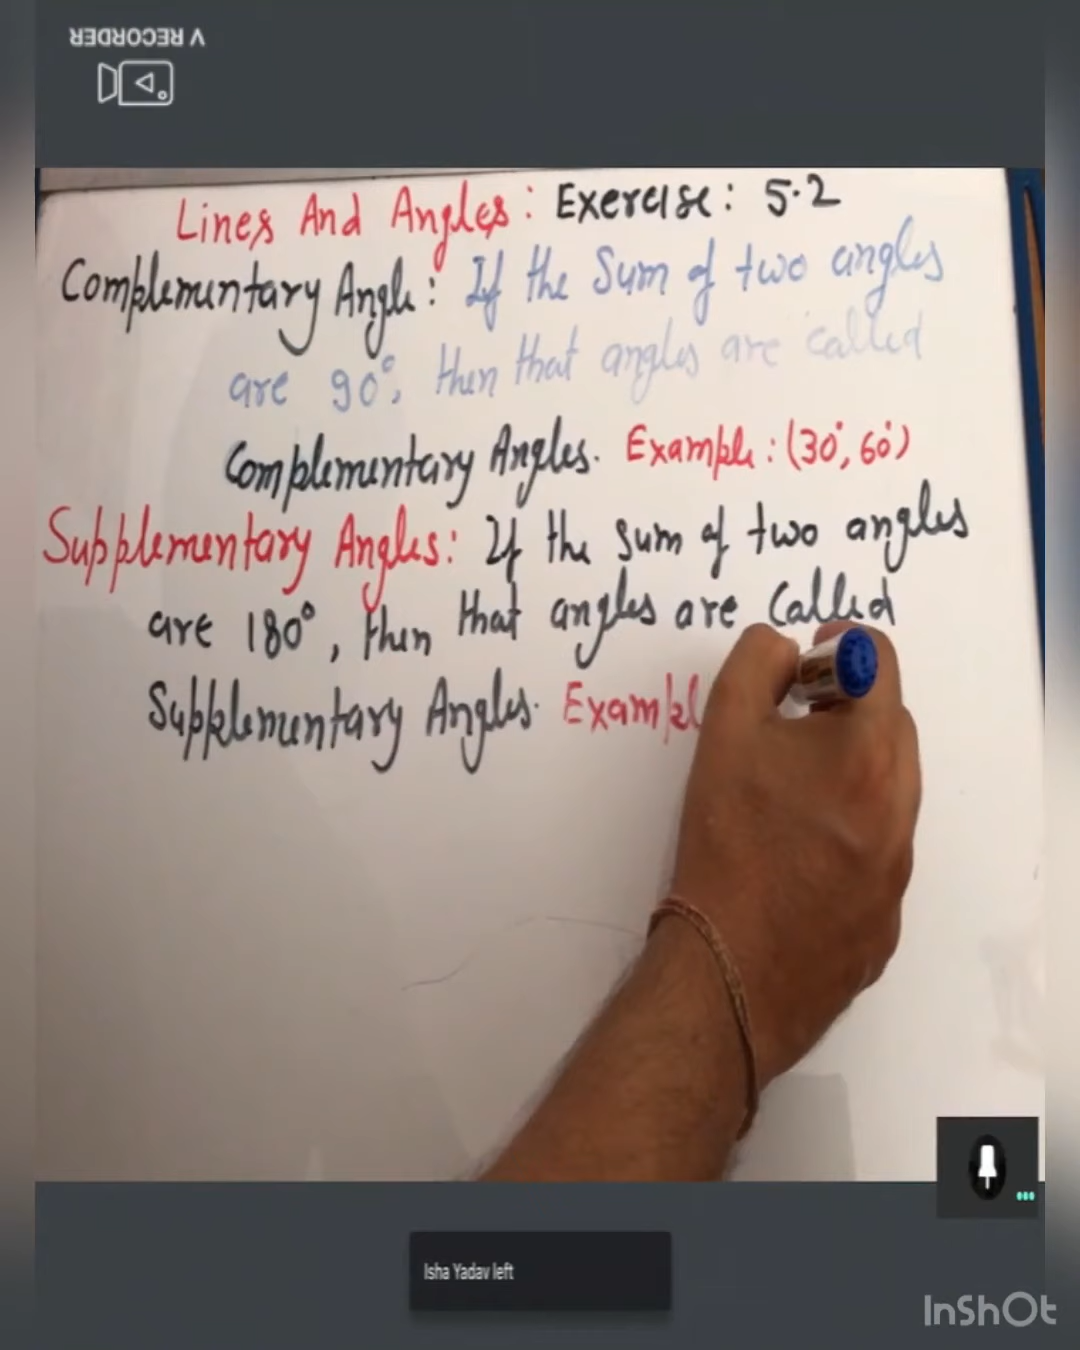 V RECORDER
Lines And Angles: Exercise: 5.2
Complementary Angle: If the Sum of two angles
are 90°, then that angles are called
Complementary Angles. Example: (30°, 60°)
Supplementary Angles: If the sum of two angles
are 180°, then that angles are called
Supplementary Angles. Exampl
Isha Yadav left
InShOt